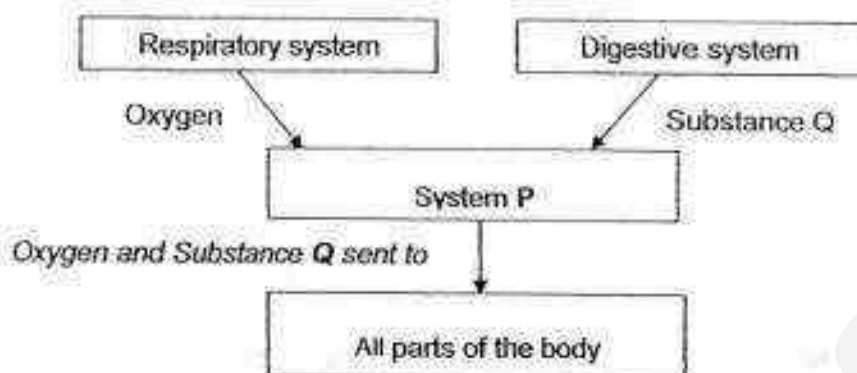 Respiratory system
Digestive system
Oxygen
Substance Q
System P
Oxygen and Substance Q sent to
All parts of the body